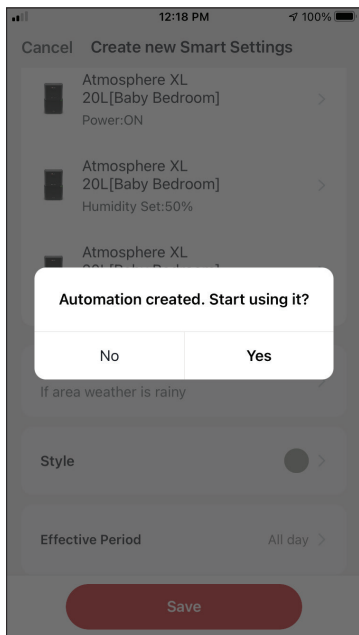 12:18 PM
100%
Cancel Create new Smart Settings
Atmosphere XL
20L[Baby Bedroom]
Power:ON
Atmosphere XL
20L[Baby Bedroom]
Humidity Set:50%
Atmosphere XL
Automation created. Start using it?
No
Yes
If area weather is rainy
Style
Effective Period
All day
Save